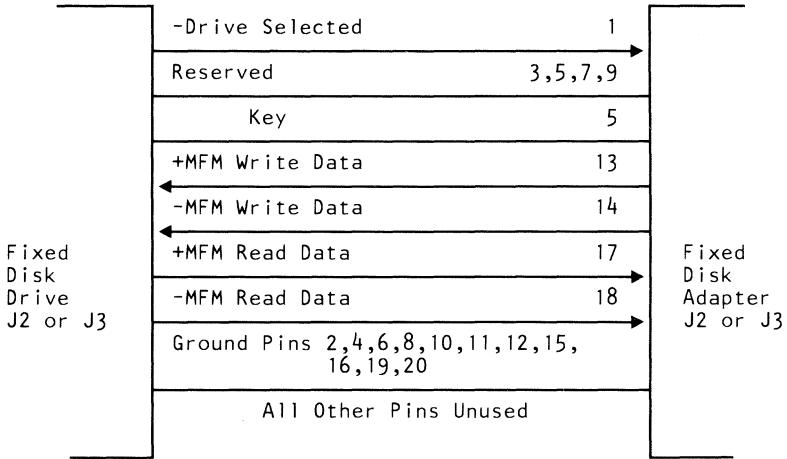 -Drive Selected 1
Reserved 3,5,7,9
Key 5
+MFM Write Data 13
-MFM Write Data 14
+MFM Read Data 17
-MFM Read Data 18
Ground Pins 2,4,6,8,10,11,12,15,
16,19,20
All Other Pins Unused
Fixed
Disk
Drive
J2 or J3
Fixed
Disk
Adapter
J2 or J3